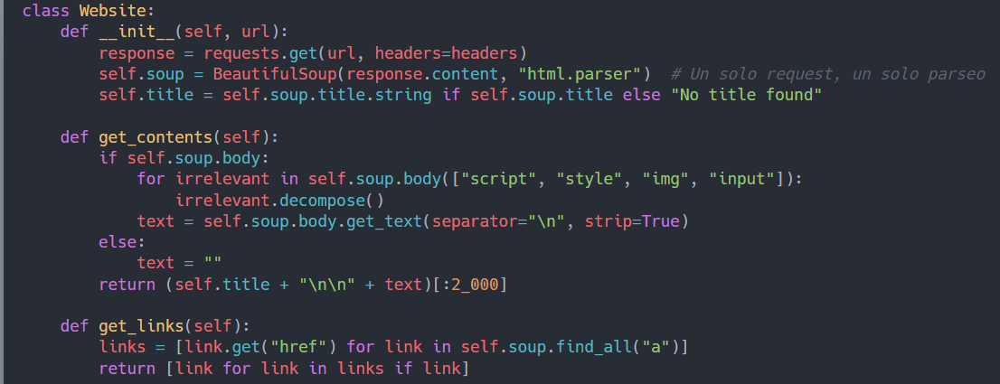 class Website:
    def __init__(self, url):
        response = requests.get(url, headers=headers)
        self.soup = BeautifulSoup(response.content, "html.parser")  # Un solo request, un solo parseo
        self.title = self.soup.title.string if self.soup.title else "No title found"

    def get_contents(self):
        if self.soup.body:
            for irrelevant in self.soup.body(["script", "style", "img", "input"]):
                irrelevant.decompose()
            text = self.soup.body.get_text(separator="\n", strip=True)
        else:
            text = ""
        return (self.title + "\n\n" + text)[:2_000]

    def get_links(self):
        links = [link.get("href") for link in self.soup.find_all("a")]
        return [link for link in links if link]